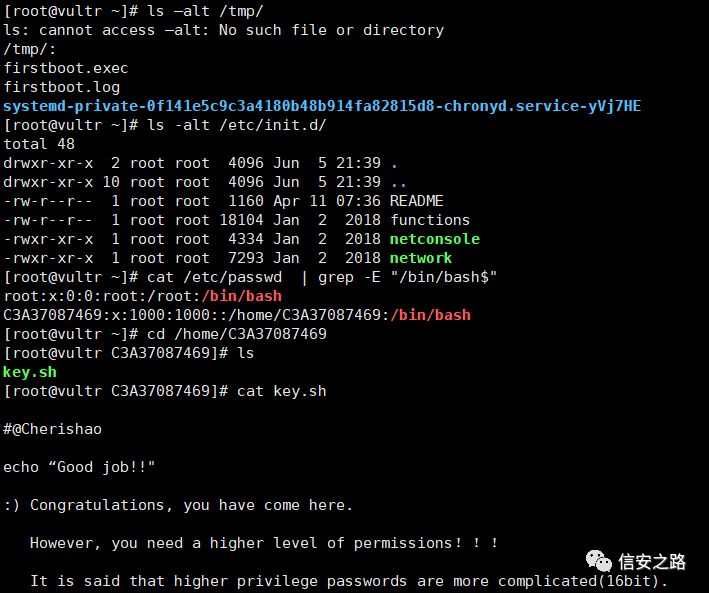 [root@vultr ~]# ls —alt /tmp/
ls: cannot access —alt: No such file or directory
/tmp/:
firstboot.exec
firstboot.log
systemd-private-0f141e5c9c3a4180b48b914fa82815d8-chronyd.service-yVj7HE
[root@vultr ~]# ls -alt /etc/init.d/
total 48
drwxr-xr-x  2 root root  4096 Jun  5 21:39 .
drwxr-xr-x 10 root root  4096 Jun  5 21:39 ..
-rw-r--r--  1 root root  1160 Apr 11 07:36 README
-rw-r--r--  1 root root 18104 Jan  2  2018 functions
-rwxr-xr-x  1 root root  4334 Jan  2  2018 netconsole
-rwxr-xr-x  1 root root  7293 Jan  2  2018 network
[root@vultr ~]# cat /etc/passwd  | grep -E "/bin/bash$"
root:x:0:0:root:/root:/bin/bash
C3A37087469:x:1000:1000::/home/C3A37087469:/bin/bash
[root@vultr ~]# cd /home/C3A37087469
[root@vultr C3A37087469]# ls
key.sh
[root@vultr C3A37087469]# cat key.sh
#@Cherishao
echo “Good job!!"
:) Congratulations, you have come here.
However, you need a higher level of permissions！！！
It is said that higher privilege passwords are more complicated(16bit).
信安之路